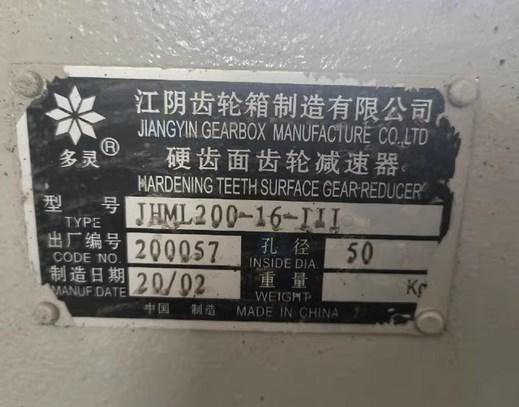 江阴齿轮箱制造有限公司
JIANGYIN GEARBOX MANUFACTURE CO.,LTD
多灵®
硬齿面齿轮减速器
HARDENING TEETH SURFACE GEAR REDUCER
型号 JHML200-16-III
TYPE
出厂编号 200057 孔径 50
CODE NO. INSIDE DIA.
制造日期 20/02 重量 Kg
MANUF.DATE WEIGHT
中国 制造 MADE IN CHINA